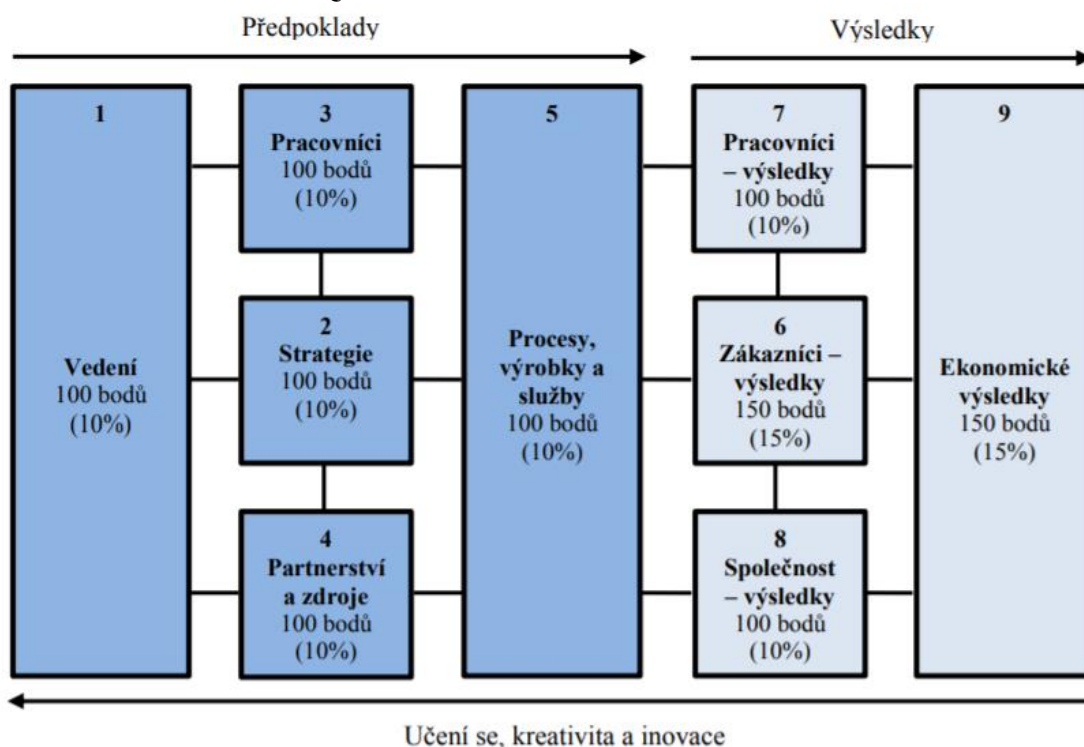 Předpoklady
Výsledky
1
Vedení
100 bodů
(10%)
3
Pracovníci
100 bodů
(10%)
2
Strategie
100 bodů
(10%)
4
Partnerství
a zdroje
100 bodů
(10%)
5
Procesy,
výrobky a
služby
100 bodů
(10%)
7
Pracovníci
– výsledky
100 bodů
(10%)
6
Zákazníci –
výsledky
150 bodů
(15%)
8
Společnost
– výsledky
100 bodů
(10%)
9
Ekonomické
výsledky
150 bodů
(15%)
Učení se, kreativita a inovace